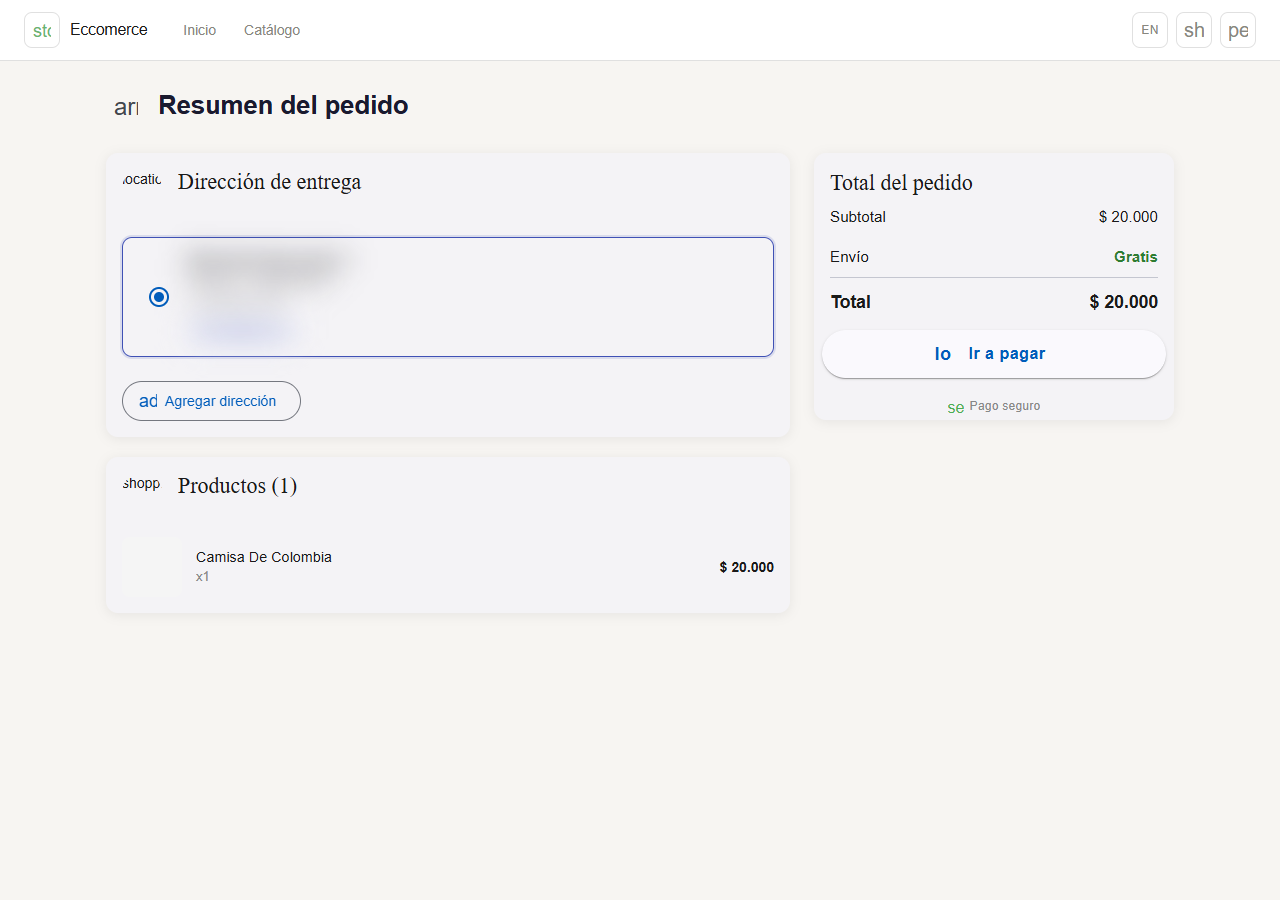 sto Eccomerce Inicio Catálogo EN sh pe
arr Resumen del pedido
locatic Dirección de entrega
ad Agregar dirección
shopp Productos (1)
Camisa De Colombia
x1
$ 20.000
Total del pedido
Subtotal $ 20.000
Envío Gratis
Total $ 20.000
lo Ir a pagar
se Pago seguro